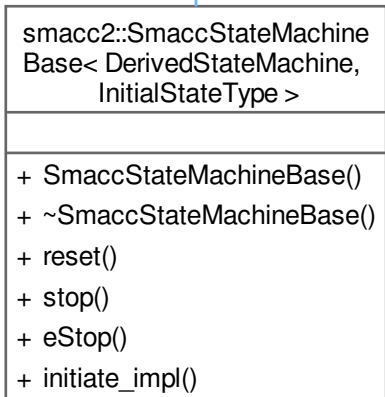 smacc2::SmaccStateMachine
Base< DerivedStateMachine,
InitialStateType >
+ SmaccStateMachineBase()
+ ~SmaccStateMachineBase()
+ reset()
+ stop()
+ eStop()
+ initiate_impl()